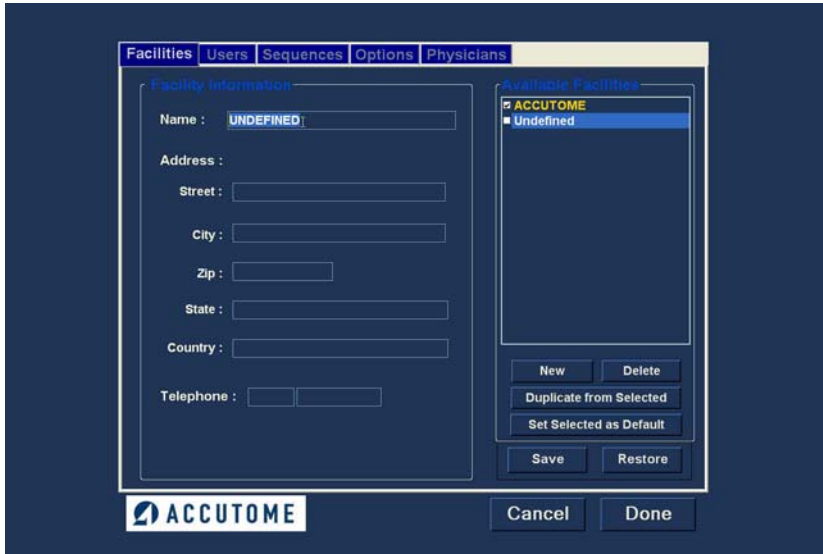 Facilities Users Sequences Options Physicians
Facility Information
Name : UNDEFINED
Address :
Street :
City :
Zip :
State :
Country :
Telephone :
Available Facilities
ACCUTOME
Undefined
New Delete
Duplicate from Selected
Set Selected as Default
Save Restore
ACCUTOME
Cancel Done